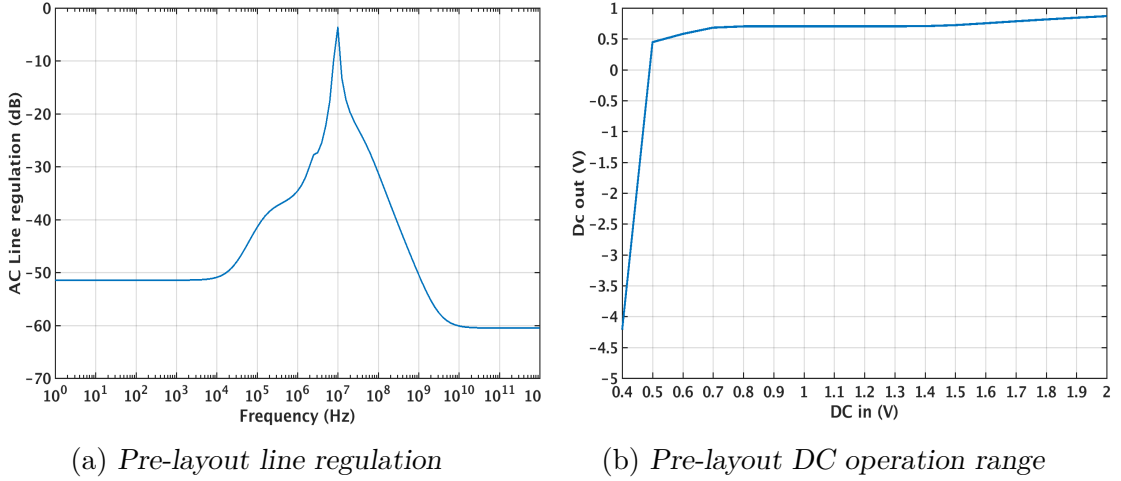 0
-10
-20
-30
-40
-50
-60
-70
AC Line regulation (dB)
10^0 10^1 10^2 10^3 10^4 10^5 10^6 10^7 10^8 10^9 10^10 10^11 10
Frequency (Hz)
(a) Pre-layout line regulation
1
0.5
0
-0.5
-1
-1.5
-2
-2.5
-3
-3.5
-4
-4.5
-5
Dc out (V)
0.4 0.5 0.6 0.7 0.8 0.9 1 1.1 1.2 1.3 1.4 1.5 1.6 1.7 1.8 1.9 2
DC in (V)
(b) Pre-layout DC operation range